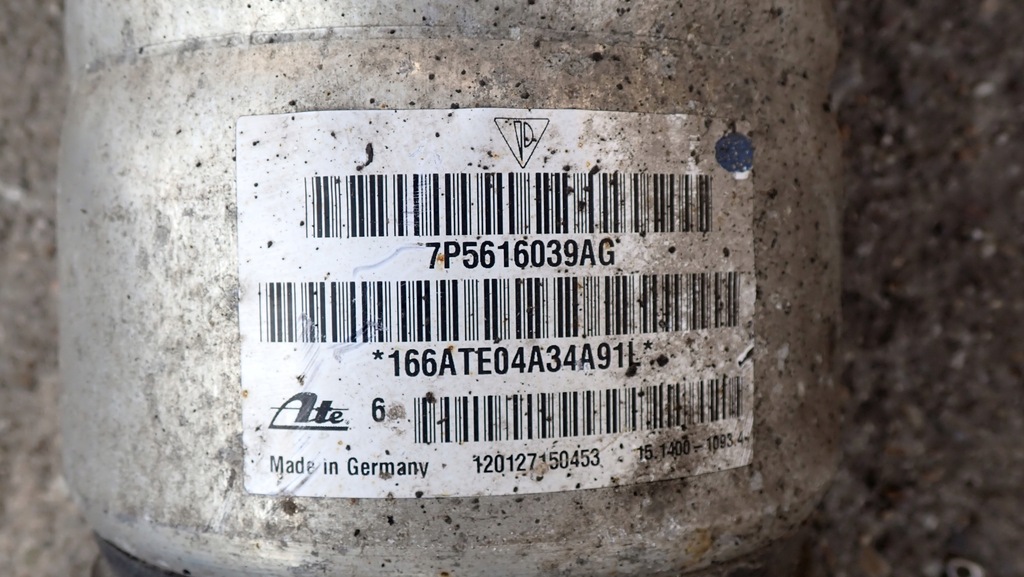 7P5616039AG
*166ATE04A34A91L*
Ate 6
Made in Germany 120127150453 15.1400-1093.4